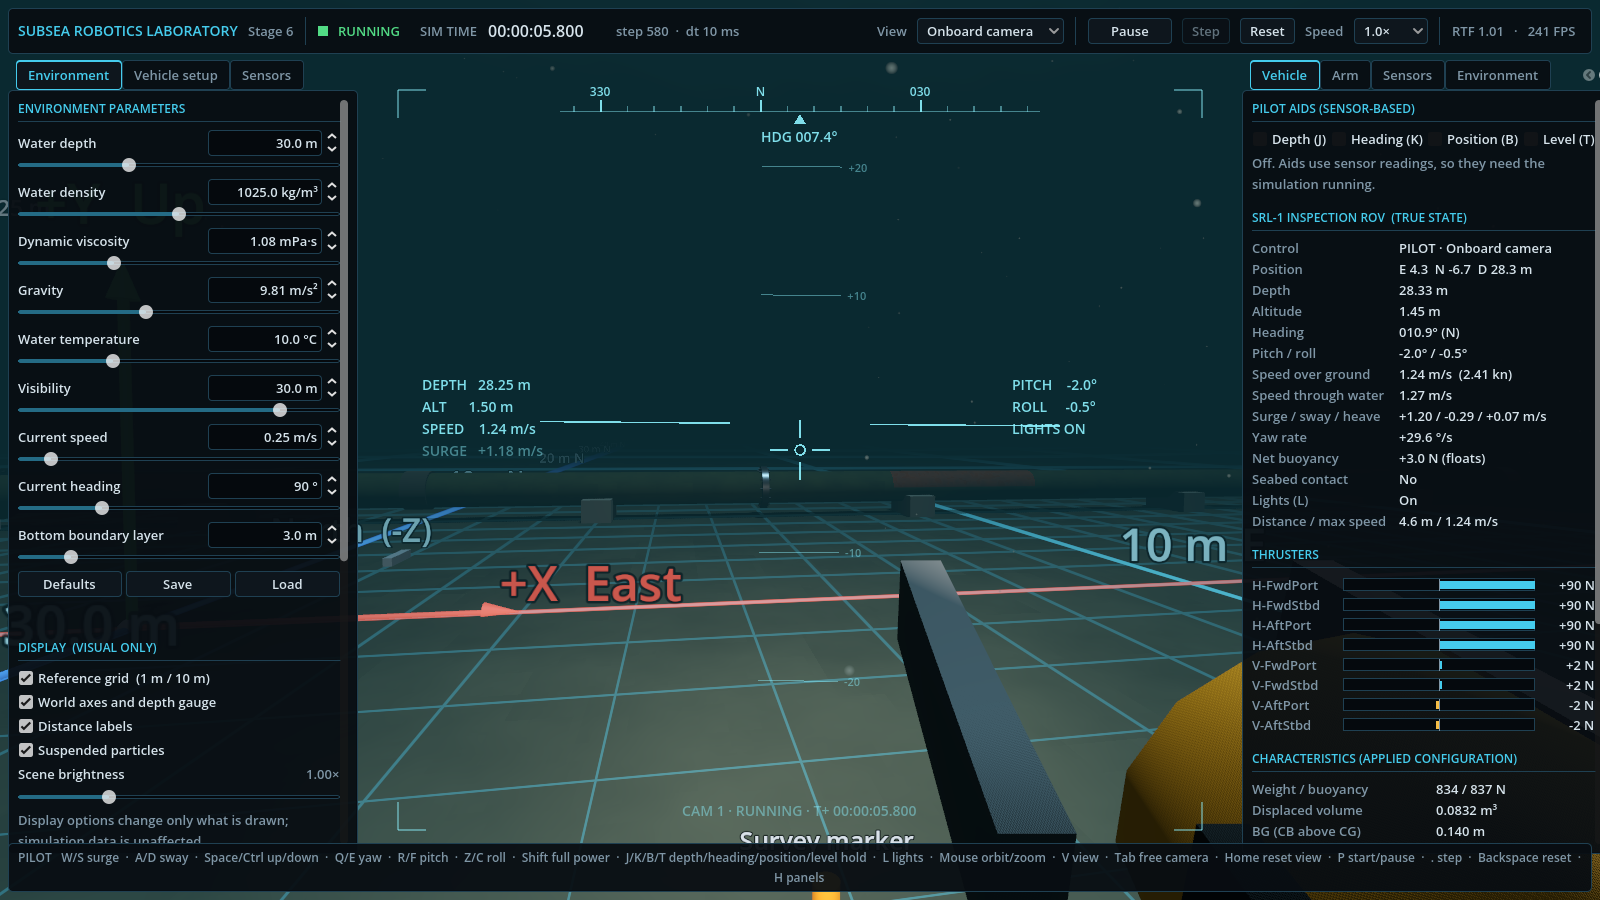 SUBSEA ROBOTICS LABORATORY Stage 6 RUNNING SIM TIME 00:00:05.800 step 580 · dt 10 ms View Onboard camera Pause Step Reset Speed 1.0× RTF 1.01 · 241 FPS
Environment Vehicle setup Sensors
ENVIRONMENT PARAMETERS
Water depth 30.0 m
Water density 1025.0 kg/m³
Dynamic viscosity 1.08 mPa·s
Gravity 9.81 m/s²
Water temperature 10.0 °C
Visibility 30.0 m
Current speed 0.25 m/s
Current heading 90 °
Bottom boundary layer 3.0 m
Defaults Save Load
30.0 m
DISPLAY (VISUAL ONLY)
Reference grid (1 m / 10 m)
World axes and depth gauge
Distance labels
Suspended particles
Scene brightness 1.00×
Display options change only what is drawn;
simulation data is unaffected
Up
330 N 030
HDG 007.4°
+20
+10
-10
-20
DEPTH 28.25 m
ALT 1.50 m
SPEED 1.24 m/s
SURGE +1.18 m/s
20 m N
PITCH -2.0°
ROLL -0.5°
LIGHTS ON
(-Z)
10 m
+X East
CAM 1 · RUNNING · T+ 00:00:05.800
Survey marker
Vehicle Arm Sensors Environment
PILOT AIDS (SENSOR-BASED)
Depth (J) Heading (K) Position (B) Level (T)
Off. Aids use sensor readings, so they need the
simulation running.
SRL-1 INSPECTION ROV (TRUE STATE)
Control PILOT · Onboard camera
Position E 4.3 N -6.7 D 28.3 m
Depth 28.33 m
Altitude 1.45 m
Heading 010.9° (N)
Pitch / roll -2.0° / -0.5°
Speed over ground 1.24 m/s (2.41 kn)
Speed through water 1.27 m/s
Surge / sway / heave +1.20 / -0.29 / +0.07 m/s
Yaw rate +29.6 °/s
Net buoyancy +3.0 N (floats)
Seabed contact No
Lights (L) On
Distance / max speed 4.6 m / 1.24 m/s
THRUSTERS
H-FwdPort +90 N
H-FwdStbd +90 N
H-AftPort +90 N
H-AftStbd +90 N
V-FwdPort +2 N
V-FwdStbd +2 N
V-AftPort -2 N
V-AftStbd -2 N
CHARACTERISTICS (APPLIED CONFIGURATION)
Weight / buoyancy 834 / 837 N
Displaced volume 0.0832 m³
BG (CB above CG) 0.140 m
PILOT W/S surge · A/D sway · Space/Ctrl up/down · Q/E yaw · R/F pitch · Z/C roll · Shift full power · J/K/B/T depth/heading/position/level hold · L lights · Mouse orbit/zoom · V view · Tab free camera · Home reset view · P start/pause · . step · Backspace reset ·
H panels